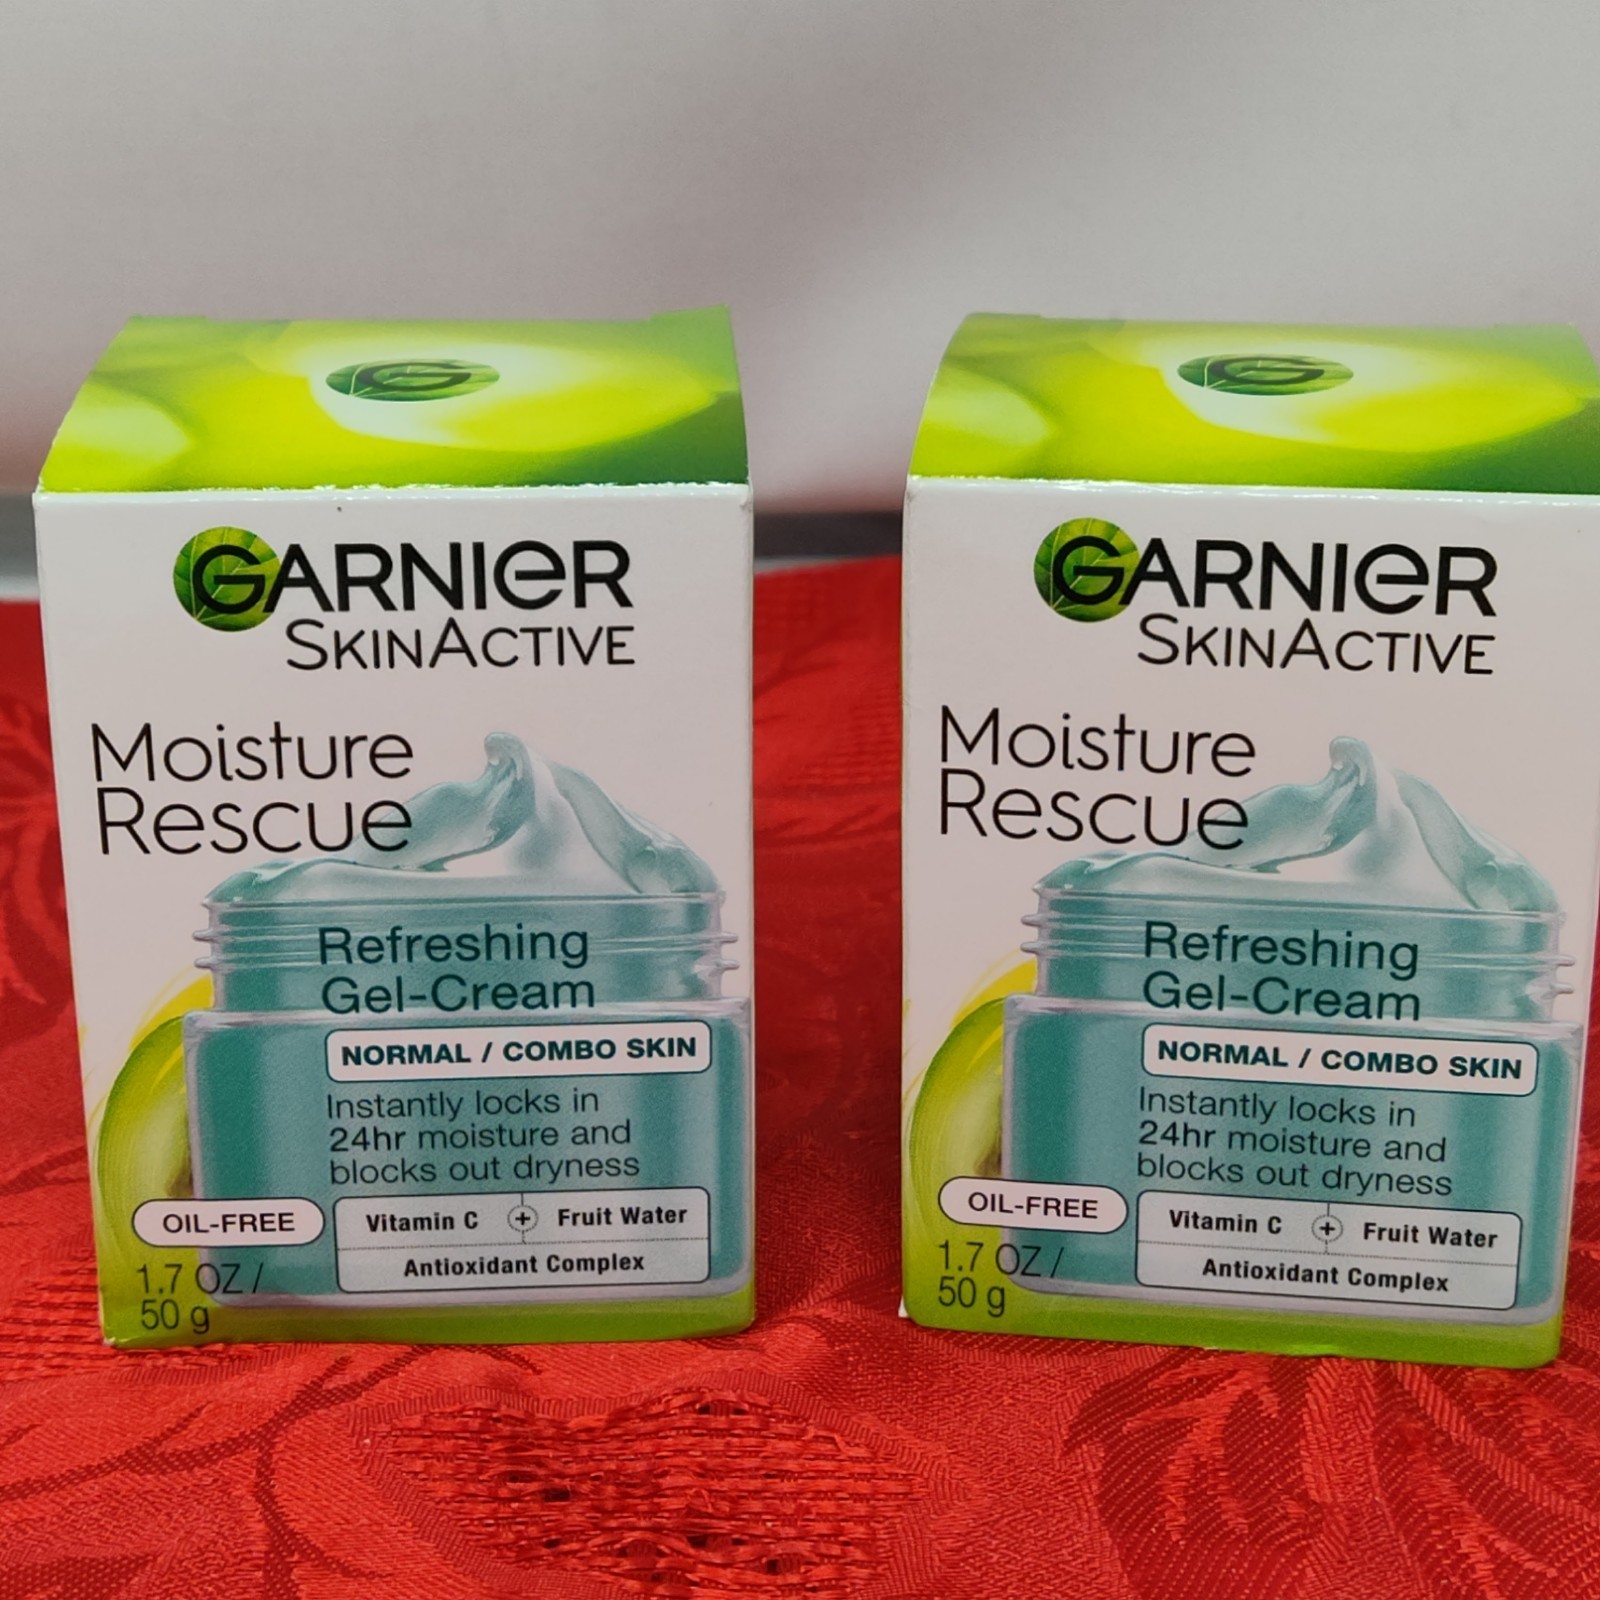 G
GARNIER
SKINACTIVE
Moisture
Rescue
Refreshing
Gel-Cream
NORMAL / COMBO SKIN
Instantly locks in
24hr moisture and
blocks out dryness
OIL-FREE
Vitamin C + Fruit Water
Antioxidant Complex
1.7 OZ /
50 g
G
GARNIER
SKINACTIVE
Moisture
Rescue
Refreshing
Gel-Cream
NORMAL / COMBO SKIN
Instantly locks in
24hr moisture and
blocks out dryness
OIL-FREE
Vitamin C + Fruit Water
Antioxidant Complex
1.7 OZ /
50 g